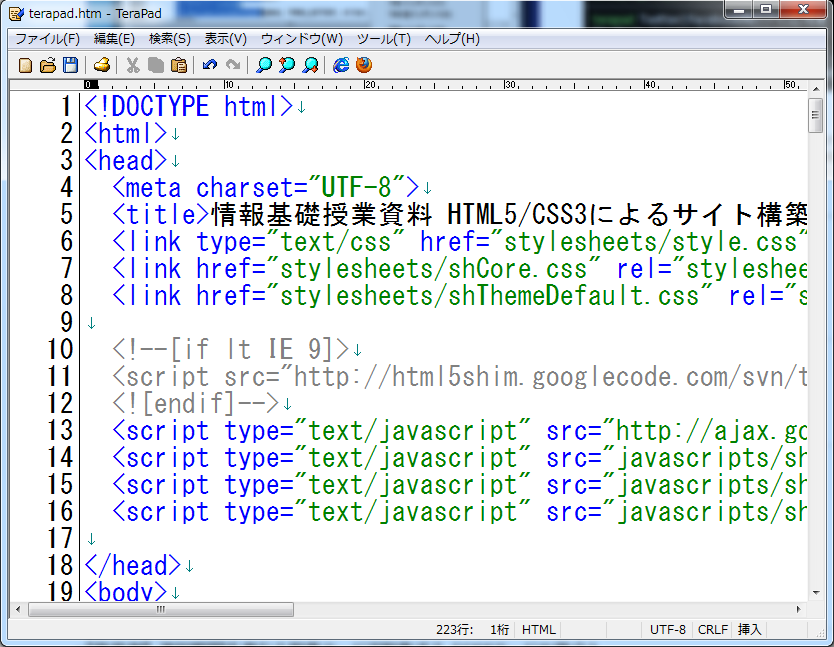 terapad.htm - TeraPad
ファイル(F) 編集(E) 検索(S) 表示(V) ウィンドウ(W) ツール(T) ヘルプ(H)
0 10 20 30 40 50
1 <!DOCTYPE html>↓
2 <html>↓
3 <head>↓
4 <meta charset="UTF-8">↓
5 <title>情報基礎授業資料 HTML5/CSS3によるサイト構築
6 <link type="text/css" href="stylesheets/style.css"
7 <link href="stylesheets/shCore.css" rel="styleshee
8 <link href="stylesheets/shThemeDefault.css" rel="s
9 ↓
10 <!--[if lt IE 9]>↓
11 <script src="http://html5shim.googlecode.com/svn/t
12 <![endif]-->↓
13 <script type="text/javascript" src="http://ajax.go
14 <script type="text/javascript" src="javascripts/sh
15 <script type="text/javascript" src="javascripts/sh
16 <script type="text/javascript" src="javascripts/sh
17 ↓
18 </head>↓
19 <body>↓
223行: 1桁 HTML UTF-8 CRLF 挿入